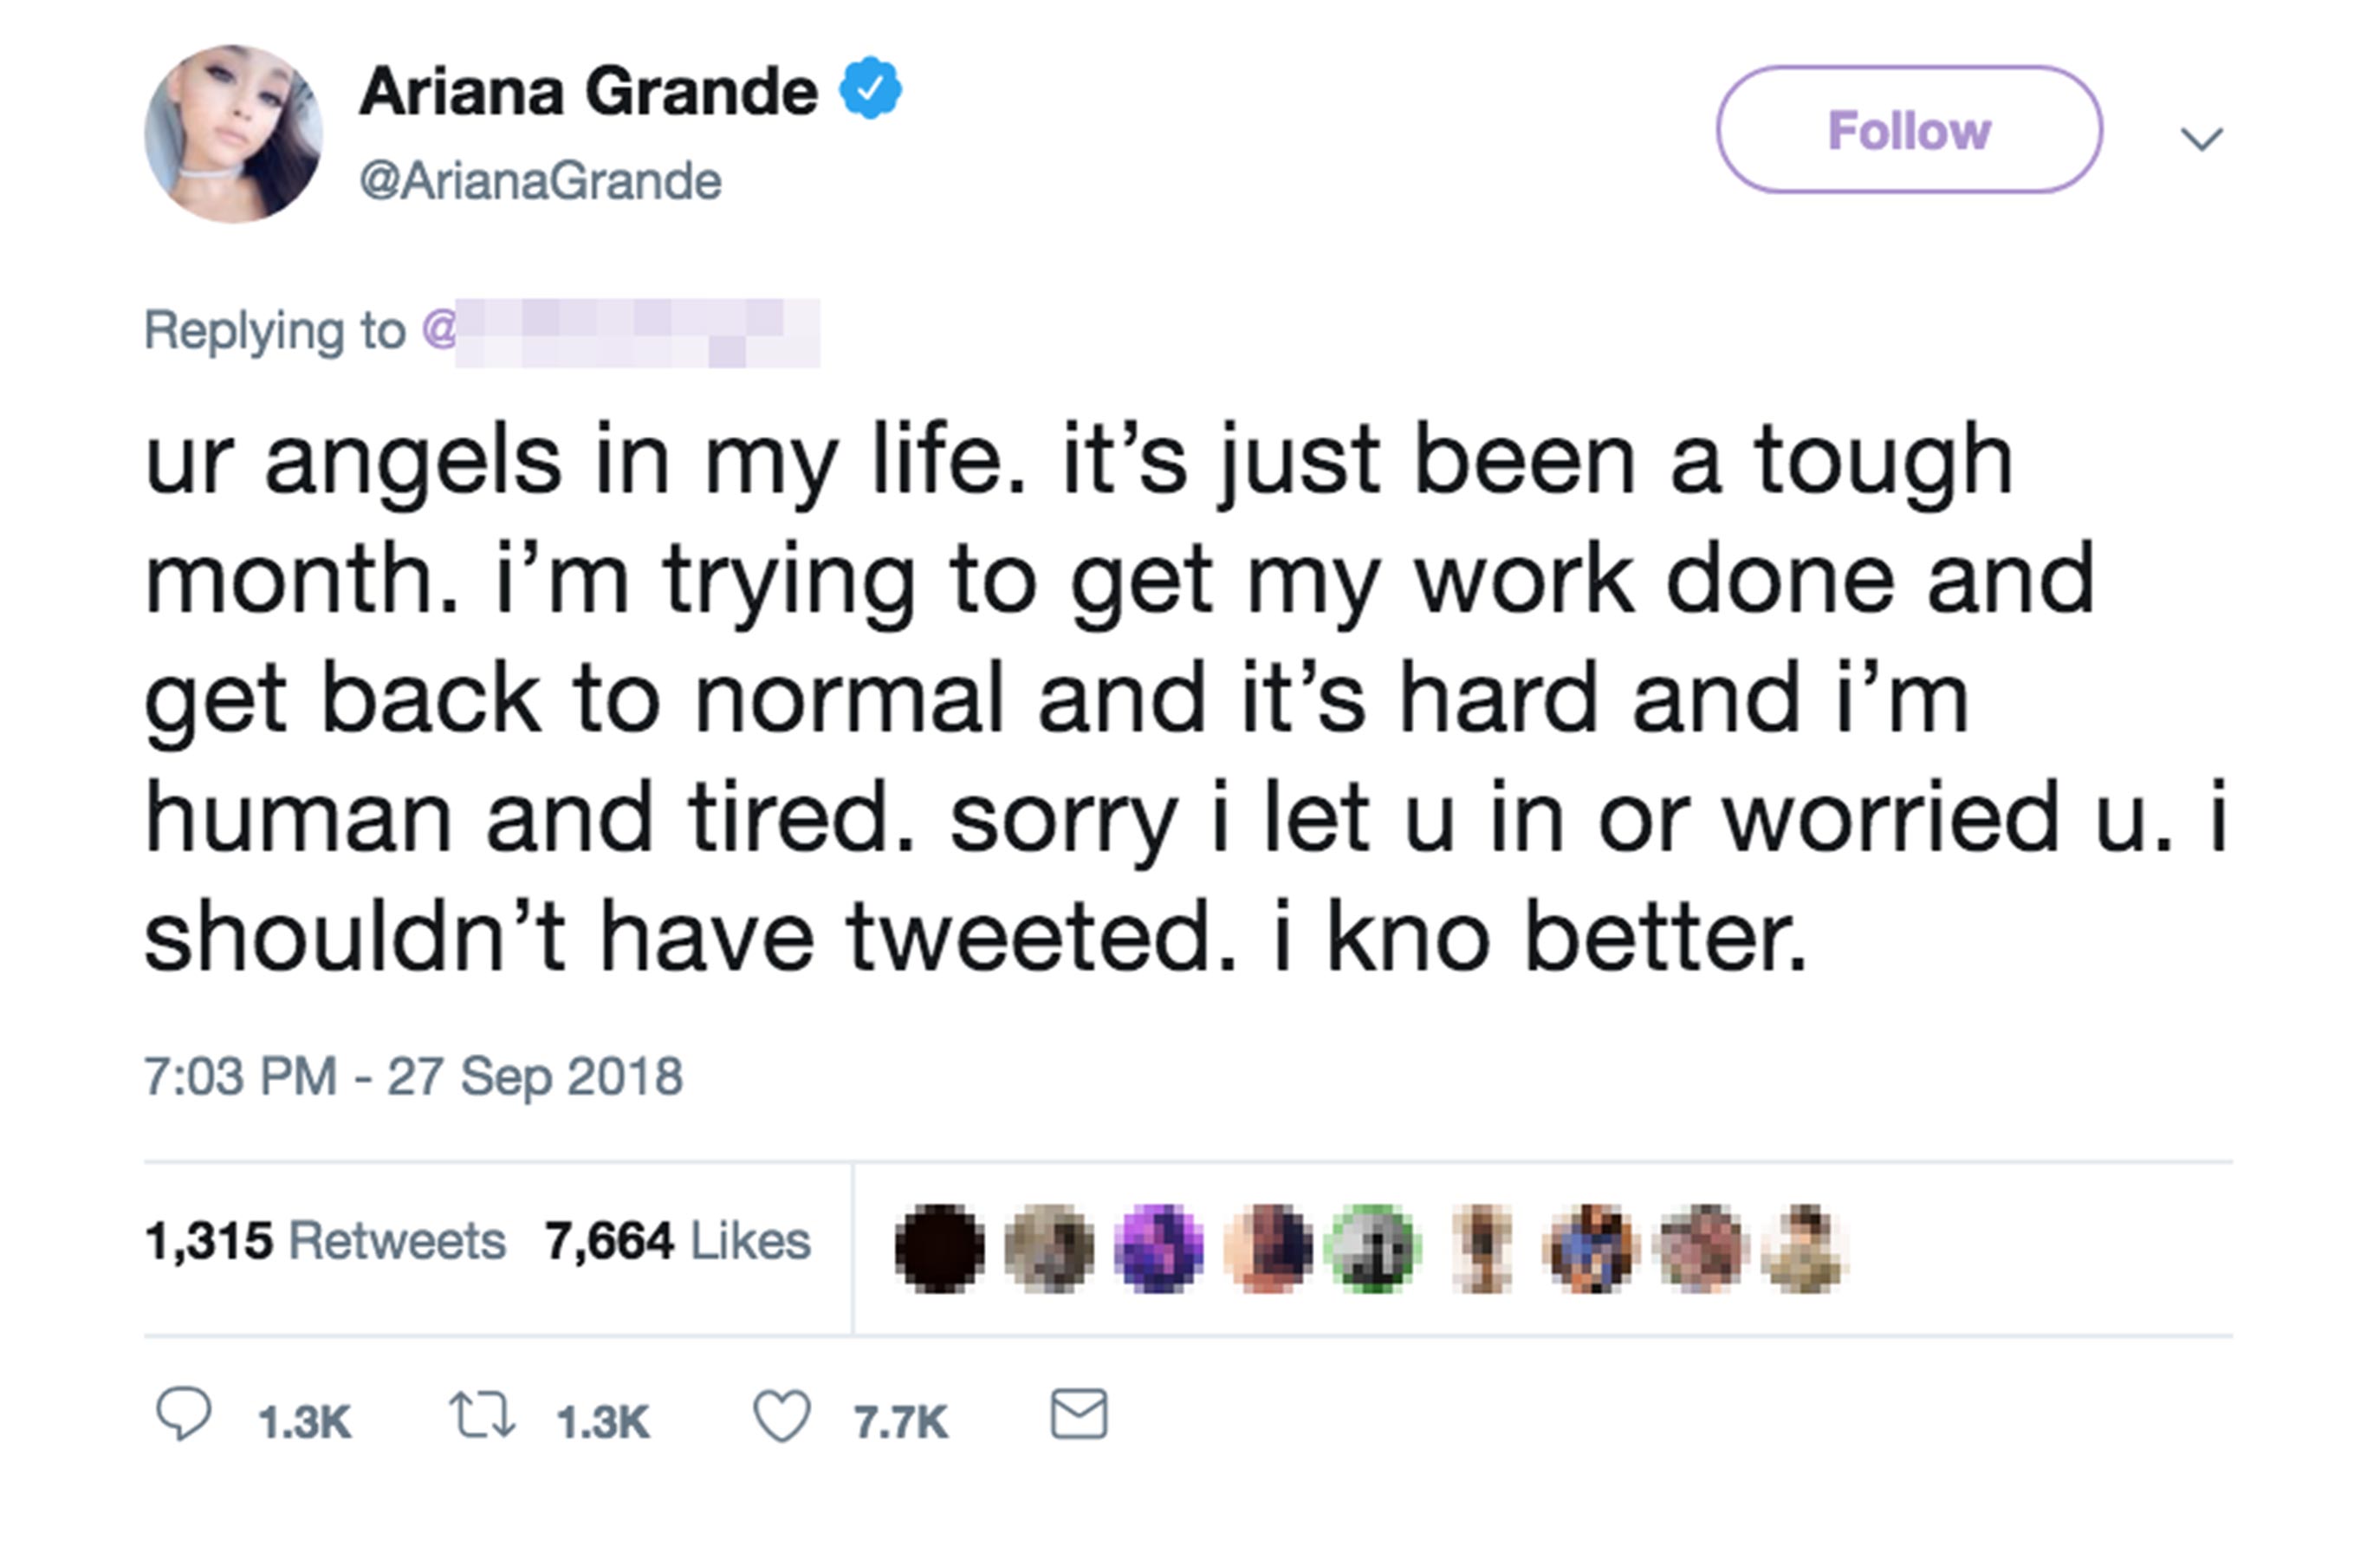 Ariana Grande
@ArianaGrande
Follow
Replying to @
ur angels in my life. it’s just been a tough
month. i’m trying to get my work done and
get back to normal and it’s hard and i’m
human and tired. sorry i let u in or worried u. i
shouldn’t have tweeted. i kno better.
7:03 PM - 27 Sep 2018
1,315 Retweets 7,664 Likes
1.3K 1.3K 7.7K